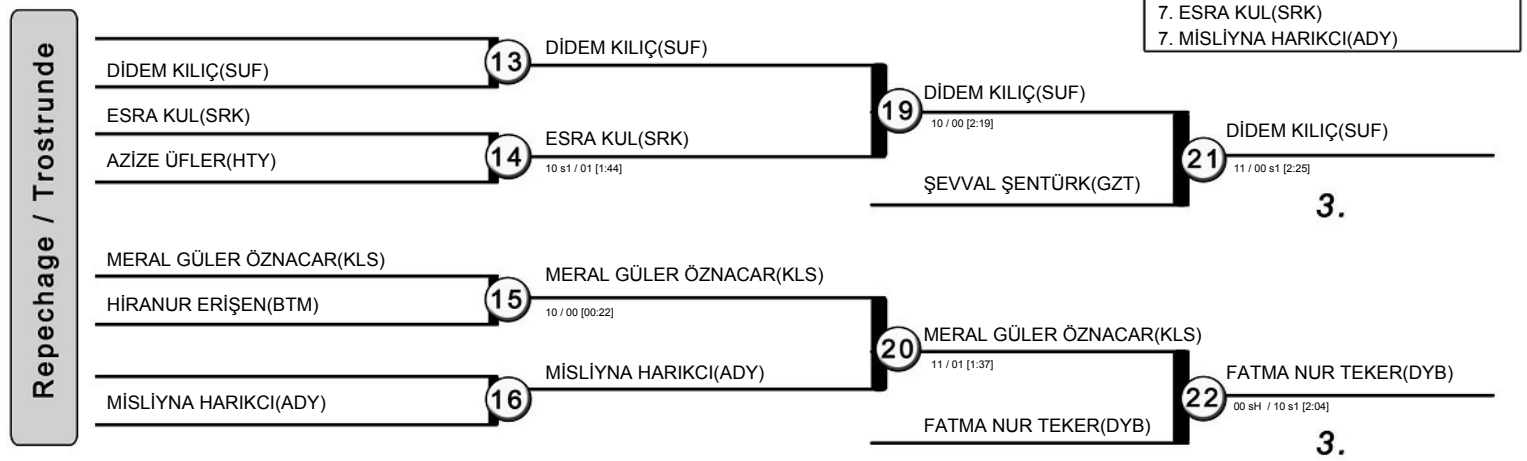 7. ESRA KUL(SRK)
7. MİSLİYNA HARIKCI(ADY)
Repechage / Trostrunde
DİDEM KILIÇ(SUF)
13
DİDEM KILIÇ(SUF)
ESRA KUL(SRK)
AZİZE ÜFLER(HTY)
14
ESRA KUL(SRK)
10 s1 / 01 [1:44]
19
DİDEM KILIÇ(SUF)
10 / 00 [2:19]
ŞEVVAL ŞENTÜRK(GZT)
21
DİDEM KILIÇ(SUF)
11 / 00 s1 [2:25]
3.
MERAL GÜLER ÖZNACAR(KLS)
HİRANUR ERİŞEN(BTM)
15
MERAL GÜLER ÖZNACAR(KLS)
10 / 00 [00:22]
MİSLİYNA HARIKCI(ADY)
16
MİSLİYNA HARIKCI(ADY)
20
MERAL GÜLER ÖZNACAR(KLS)
11 / 01 [1:37]
FATMA NUR TEKER(DYB)
22
FATMA NUR TEKER(DYB)
00 sH / 10 s1 [2:04]
3.